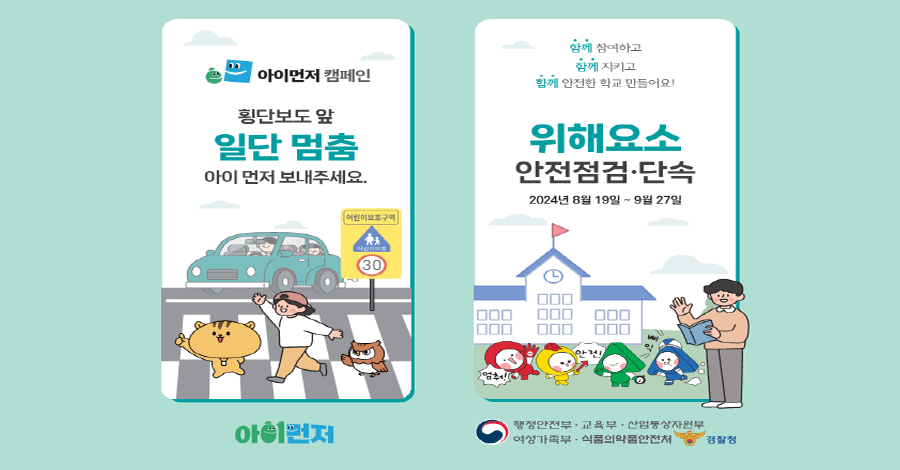 아이먼저 캠페인
횡단보도 앞
일단 멈춤
아이 먼저 보내주세요.
어린이보호구역
30
아이먼저
함께 참여하고
함께 지키고
함께 안전한 학교 만들어요!
위해요소
안전점검·단속
2024년 8월 19일 ~ 9월 27일
멈춰!
안전!
삐익
행정안전부 · 교육부 · 산업통상자원부
여성가족부 · 식품의약품안전처 경찰청